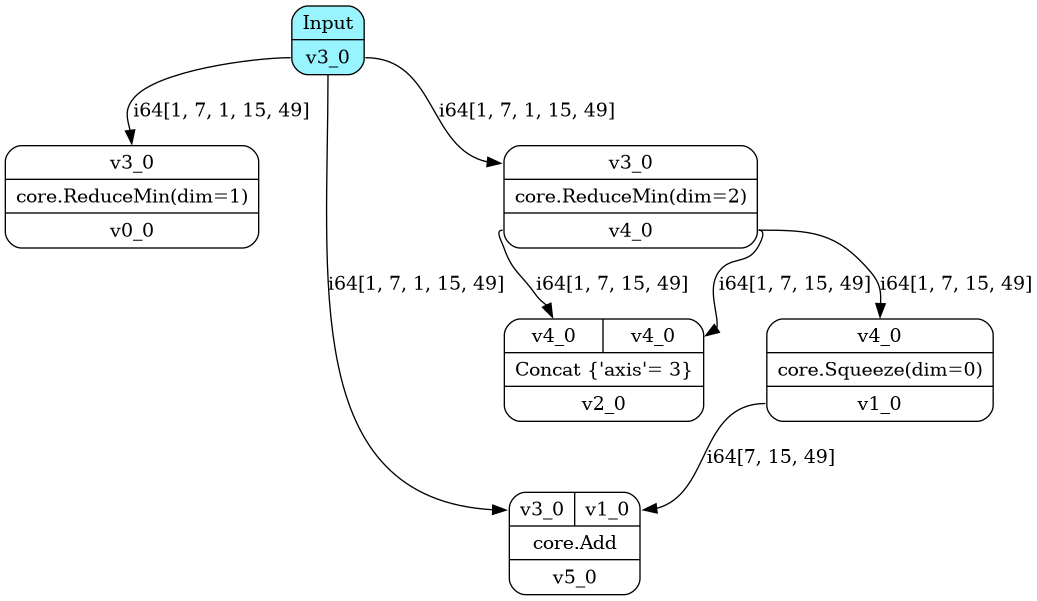 Input
v3_0
i64[1, 7, 1, 15, 49]
i64[1, 7, 1, 15, 49]
v3_0
core.ReduceMin(dim=1)
v0_0
v3_0
core.ReduceMin(dim=2)
v4_0
i64[1, 7, 1, 15, 49]
i64[1, 7, 15, 49]
i64[1, 7, 15, 49]
i64[1, 7, 15, 49]
v4_0
v4_0
Concat {'axis'= 3}
v2_0
v4_0
core.Squeeze(dim=0)
v1_0
i64[7, 15, 49]
v3_0
v1_0
core.Add
v5_0